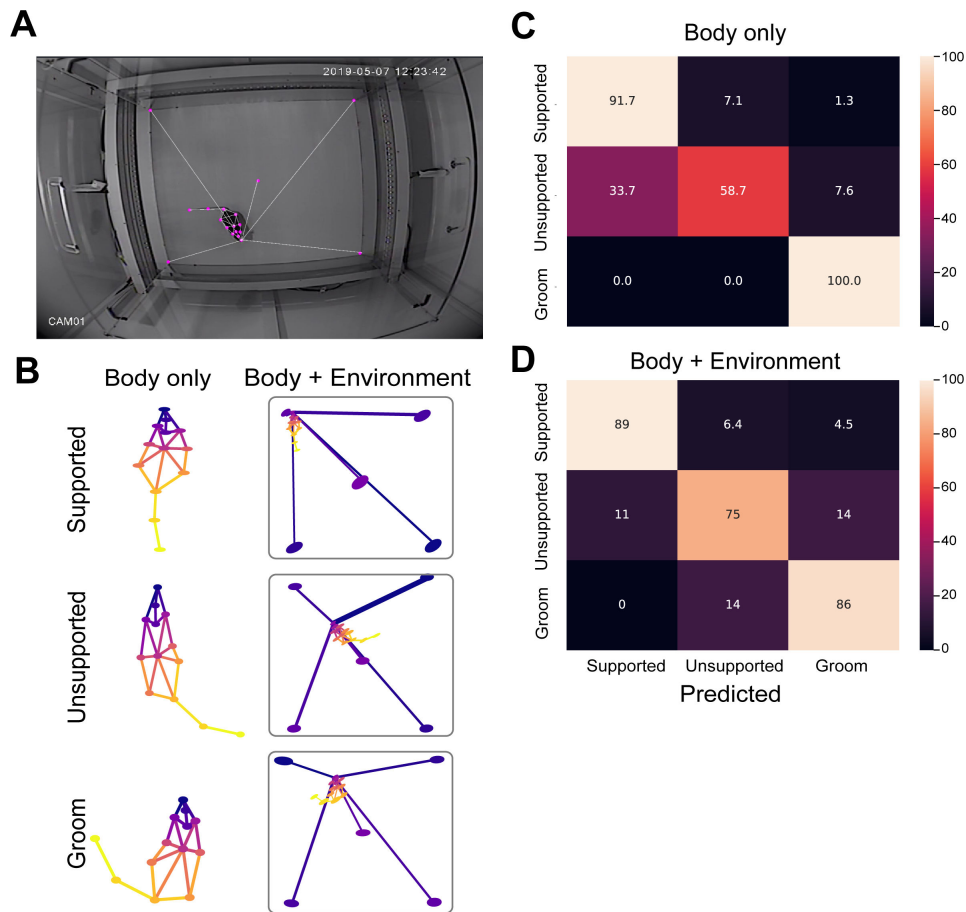 A
2019-05-07 12:23:42
CAM01
B
Body only
Body + Environment
Supported
Unsupported
Groom
C
Body only
Supported
Unsupported
Groom
91.7
7.1
1.3
33.7
58.7
7.6
0.0
0.0
100.0
100
80
60
40
20
0
D
Body + Environment
Supported
Unsupported
Groom
89
6.4
4.5
11
75
14
0
14
86
100
80
60
40
20
0
Supported
Unsupported
Groom
Predicted